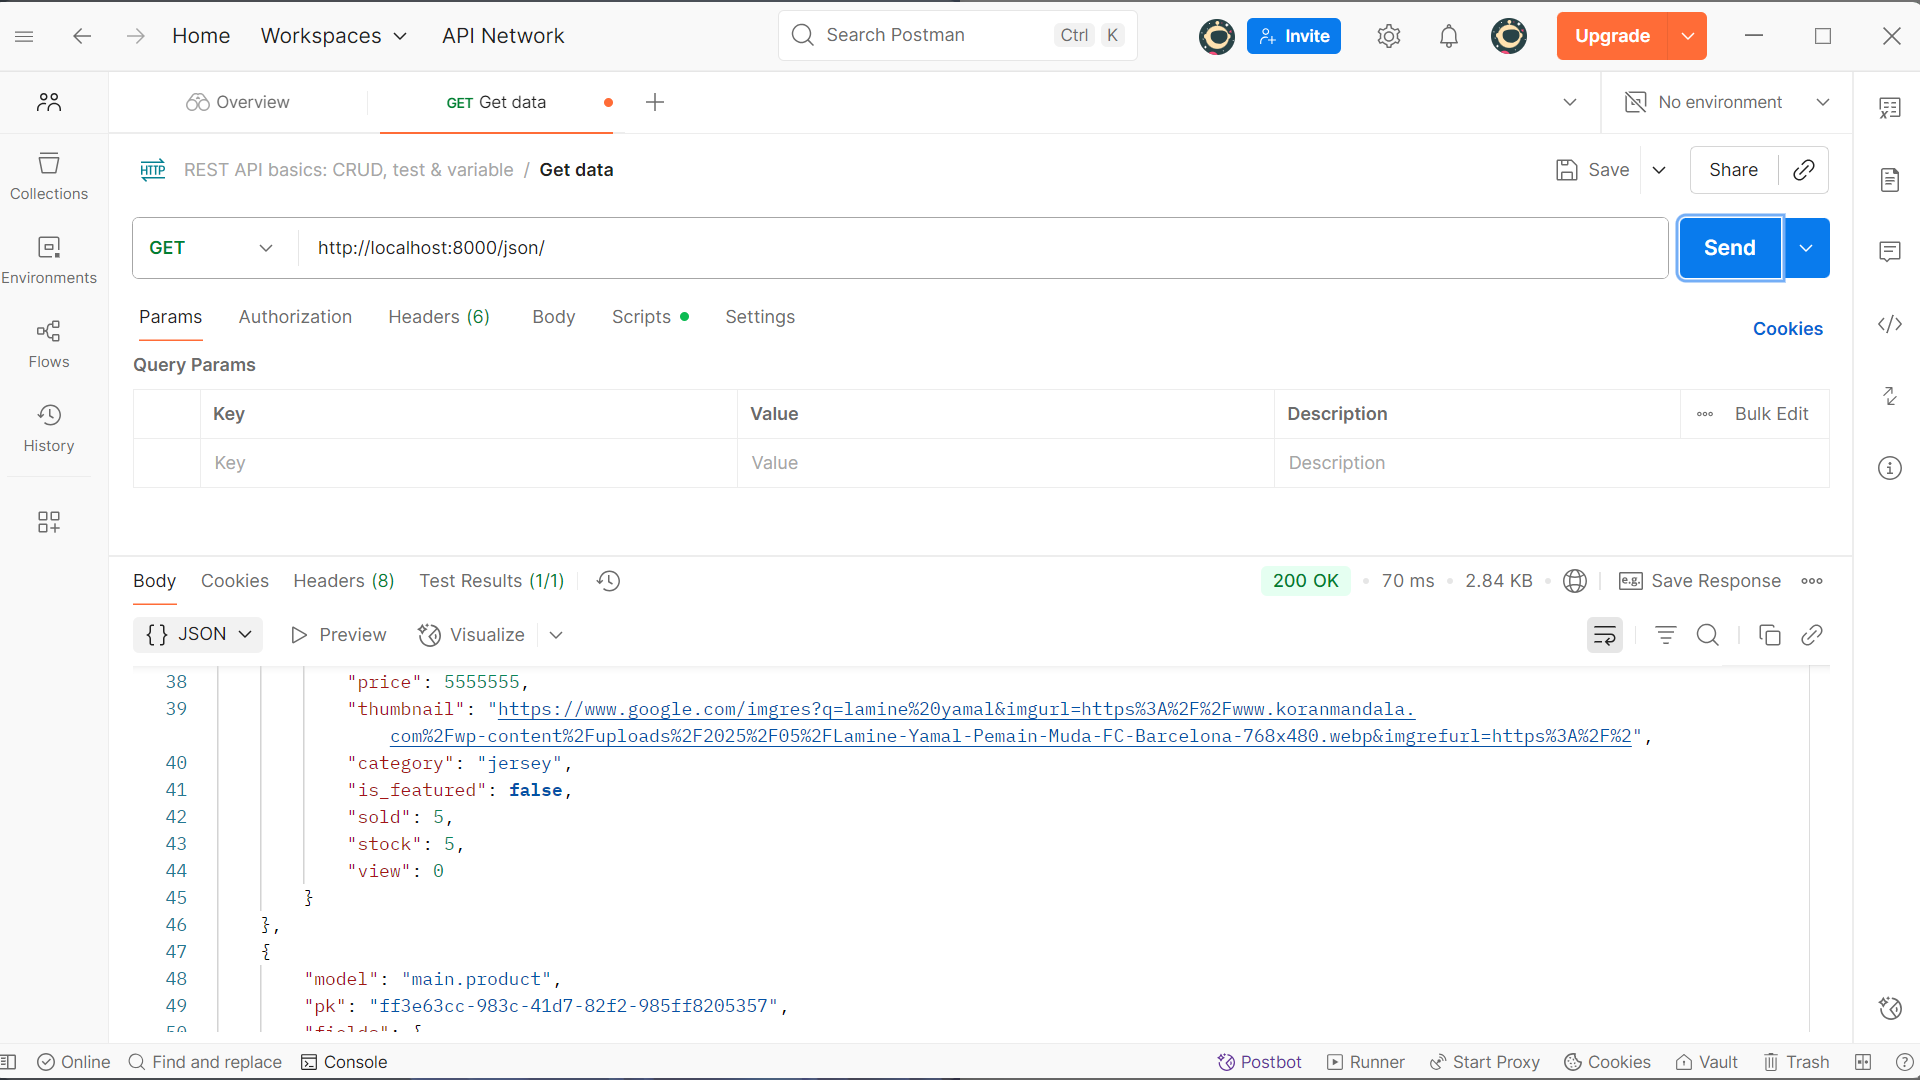 Home Workspaces API Network Search Postman Ctrl K Invite Upgrade
Overview GET Get data No environment
HTTP REST API basics: CRUD, test & variable / Get data Save Share
Collections
GET http://localhost:8000/json/ Send
Environments
Params Authorization Headers (6) Body Scripts Settings Cookies
Flows
Query Params
Key Value Description Bulk Edit
History
Key Value Description
Body Cookies Headers (8) Test Results (1/1) 200 OK 70 ms 2.84 KB e.g. Save Response
{} JSON Preview Visualize
38 "price": 5555555,
39 "thumbnail": "https://www.google.com/imgres?q=lamine%20yamal&imgurl=https%3A%2F%2Fwww.koranmandala.
com%2Fwp-content%2Fuploads%2F2025%2F05%2FLamine-Yamal-Pemain-Muda-FC-Barcelona-768x480.webp&imgrefurl=https%3A%2F%2",
40 "category": "jersey",
41 "is_featured": false,
42 "sold": 5,
43 "stock": 5,
44 "view": 0
45 }
46 },
47 {
48 "model": "main.product",
49 "pk": "ff3e63cc-983c-41d7-82f2-985ff8205357",
50 "fields": {
Online Find and replace Console Postbot Runner Start Proxy Cookies Vault Trash